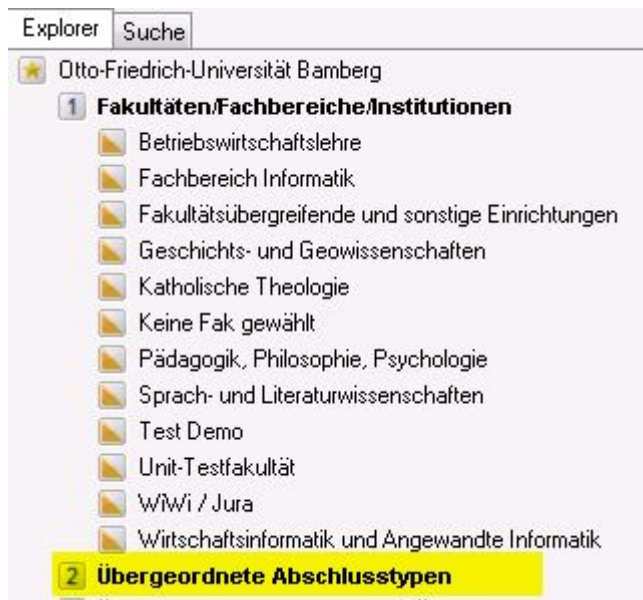 Explorer Suche
Otto-Friedrich-Universität Bamberg
1 Fakultäten/Fachbereiche/Institutionen
Betriebswirtschaftslehre
Fachbereich Informatik
Fakultätsübergreifende und sonstige Einrichtungen
Geschichts- und Geowissenschaften
Katholische Theologie
Keine Fak gewählt
Pädagogik, Philosophie, Psychologie
Sprach- und Literaturwissenschaften
Test Demo
Unit-Testfakultät
WiWi / Jura
Wirtschaftsinformatik und Angewandte Informatik
2 Übergeordnete Abschlusstypen